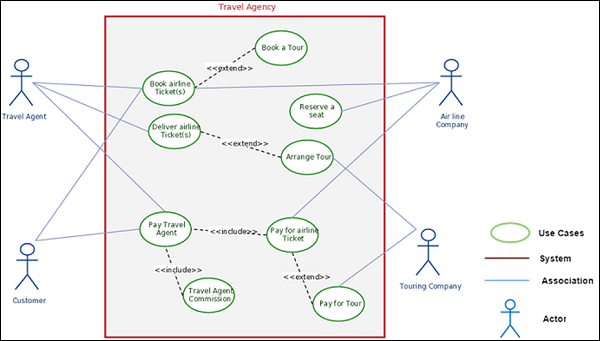 Travel Agency
Book a Tour
<<extend>>
Book airline
Ticket(s)
Travel Agent
Reserve a
seat
Air line
Company
Deliver airline
Ticket(s)
<<extend>>
Arrange Tour
Pay Travel
Agent
<<include>>
Pay for airline
Ticket
Use Cases
System
<<include>>
<<extend>>
Association
Customer
Travel Agent
Commission
Pay for Tour
Touring Company
Actor